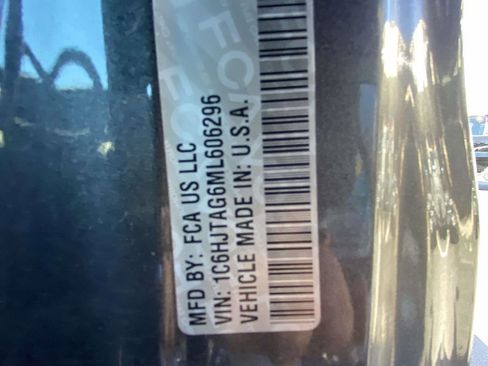 MFD BY: FCA US LLC
VIN: 1C6HJTAG6ML606296
VEHICLE MADE IN: U.S.A.